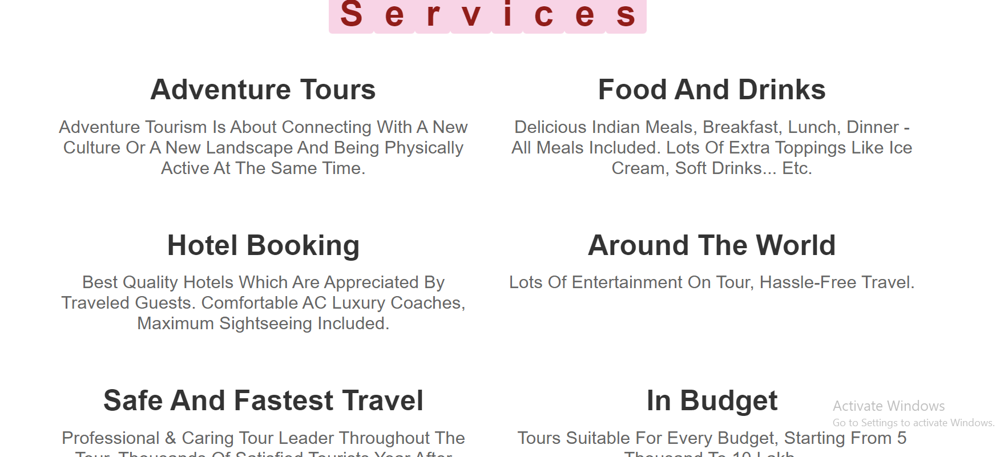 Services
Adventure Tours
Adventure Tourism Is About Connecting With A New
Culture Or A New Landscape And Being Physically
Active At The Same Time.
Food And Drinks
Delicious Indian Meals, Breakfast, Lunch, Dinner -
All Meals Included. Lots Of Extra Toppings Like Ice
Cream, Soft Drinks... Etc.
Hotel Booking
Best Quality Hotels Which Are Appreciated By
Traveled Guests. Comfortable AC Luxury Coaches,
Maximum Sightseeing Included.
Around The World
Lots Of Entertainment On Tour, Hassle-Free Travel.
Safe And Fastest Travel
Professional & Caring Tour Leader Throughout The
Tour, Thousands Of Satisfied Tourists Year After
In Budget
Tours Suitable For Every Budget, Starting From 5
Thousand To 10 Lakh
Activate Windows
Go to Settings to activate Windows.